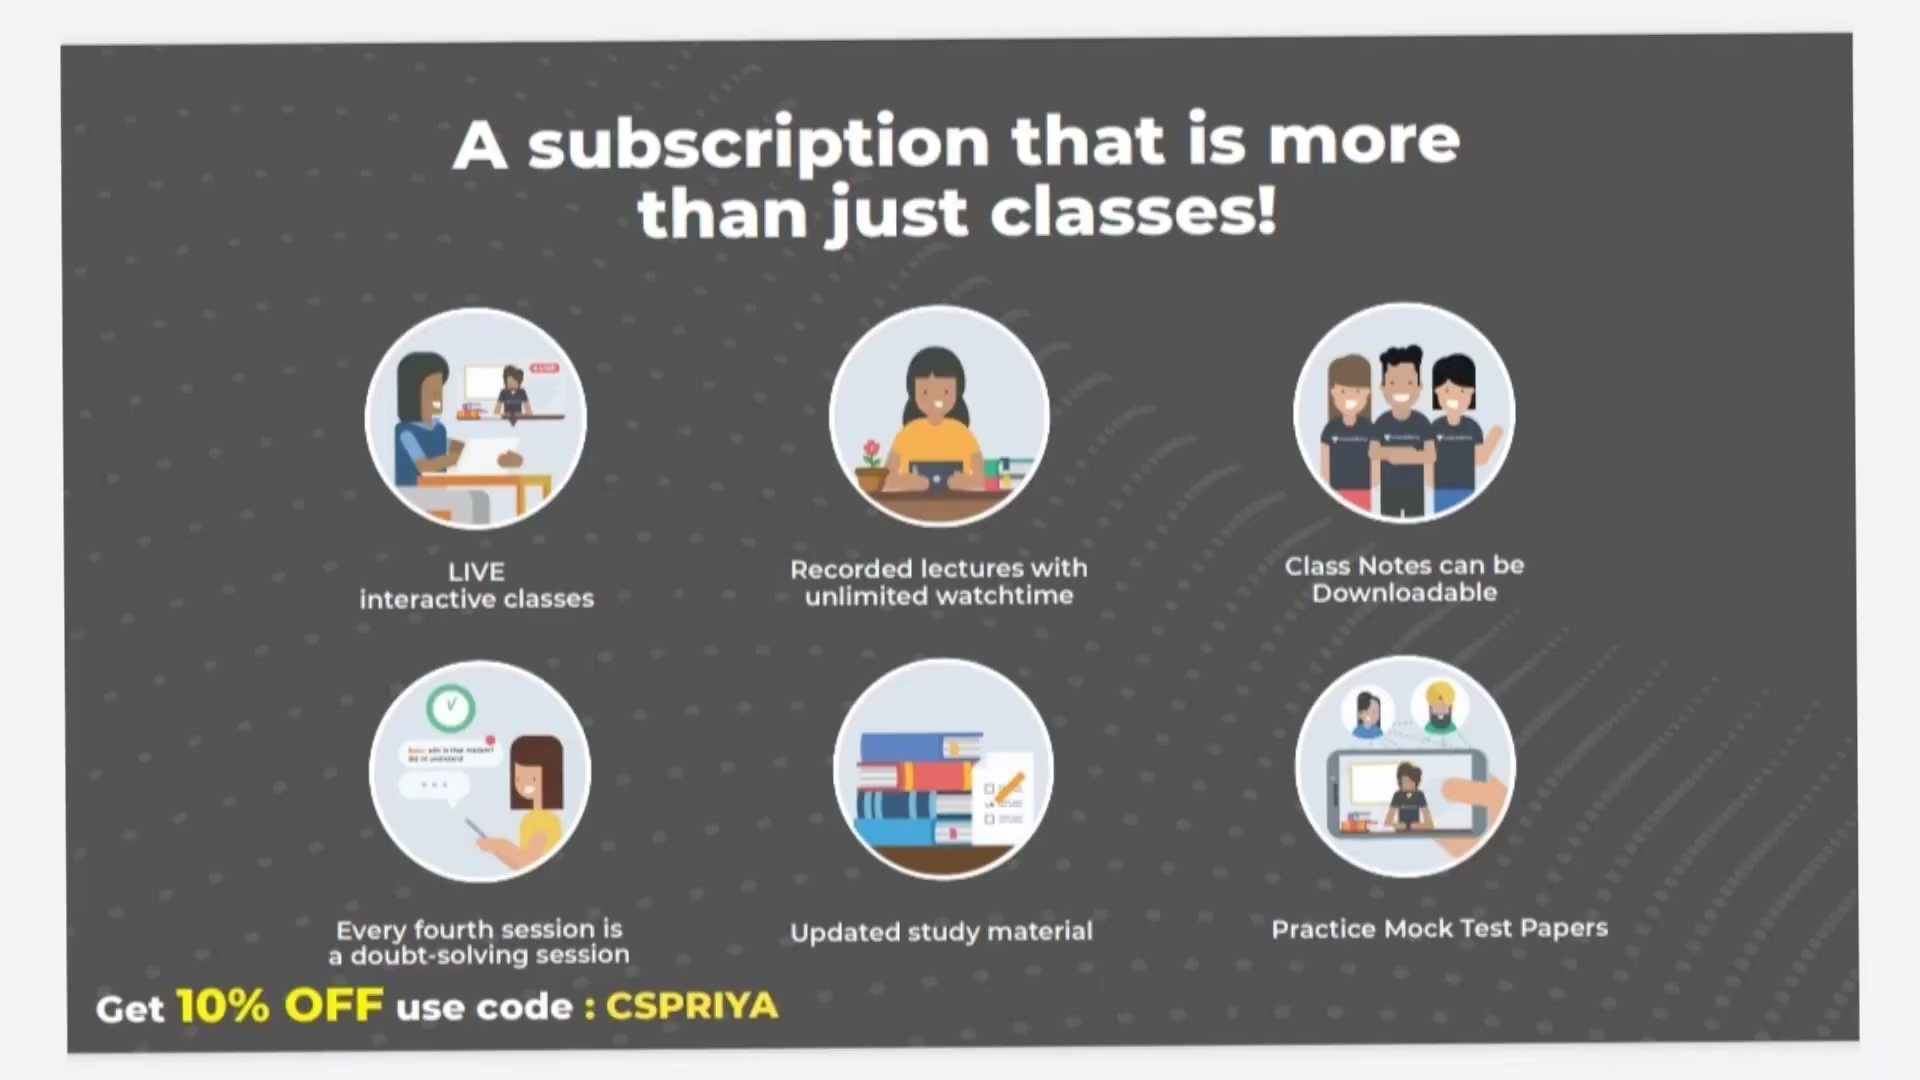 A subscription that is more
than just classes!
LIVE
interactive classes
Recorded lectures with
unlimited watchtime
Class Notes can be
Downloadable
Every fourth session is
a doubt-solving session
Updated study material
Practice Mock Test Papers
Get 10% OFF use code : CSPRIYA